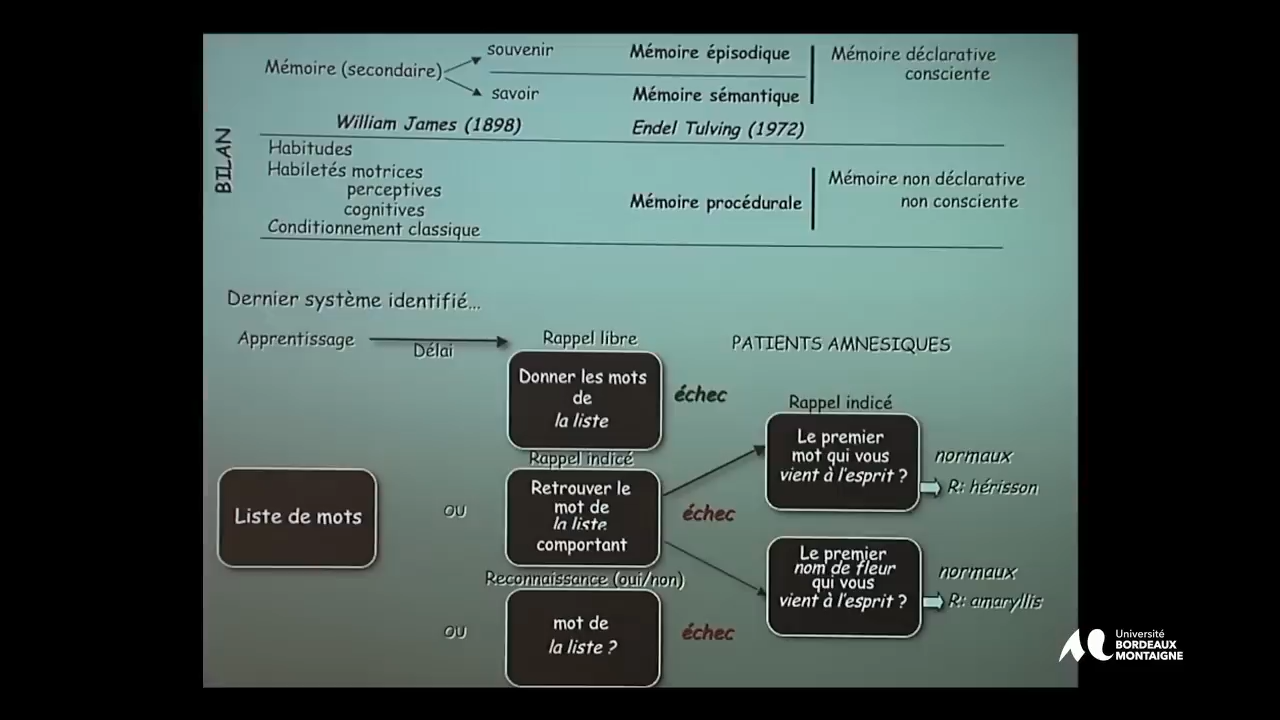 souvenir
Mémoire épisodique
Mémoire déclarative
consciente
Mémoire (secondaire)
savoir
Mémoire sémantique
William James (1898)
Endel Tulving (1972)
BILAN
Habitudes
Habiletés motrices
perceptives
cognitives
Conditionnement classique
Mémoire procédurale
Mémoire non déclarative
non consciente
Dernier système identifié...
Apprentissage
Délai
Rappel libre
PATIENTS AMNESIQUES
Donner les mots
de
la liste
échec
Rappel indicé
Le premier
mot qui vous
vient à l'esprit ?
normaux
R: hérisson
Rappel indicé
Liste de mots
OU
Retrouver le
mot de
la liste
comportant
échec
Le premier
nom de fleur
qui vous
vient à l'esprit ?
normaux
R: amaryllis
Reconnaissance (oui/non)
OU
mot de
la liste ?
échec
Université
BORDEAUX
MONTAIGNE